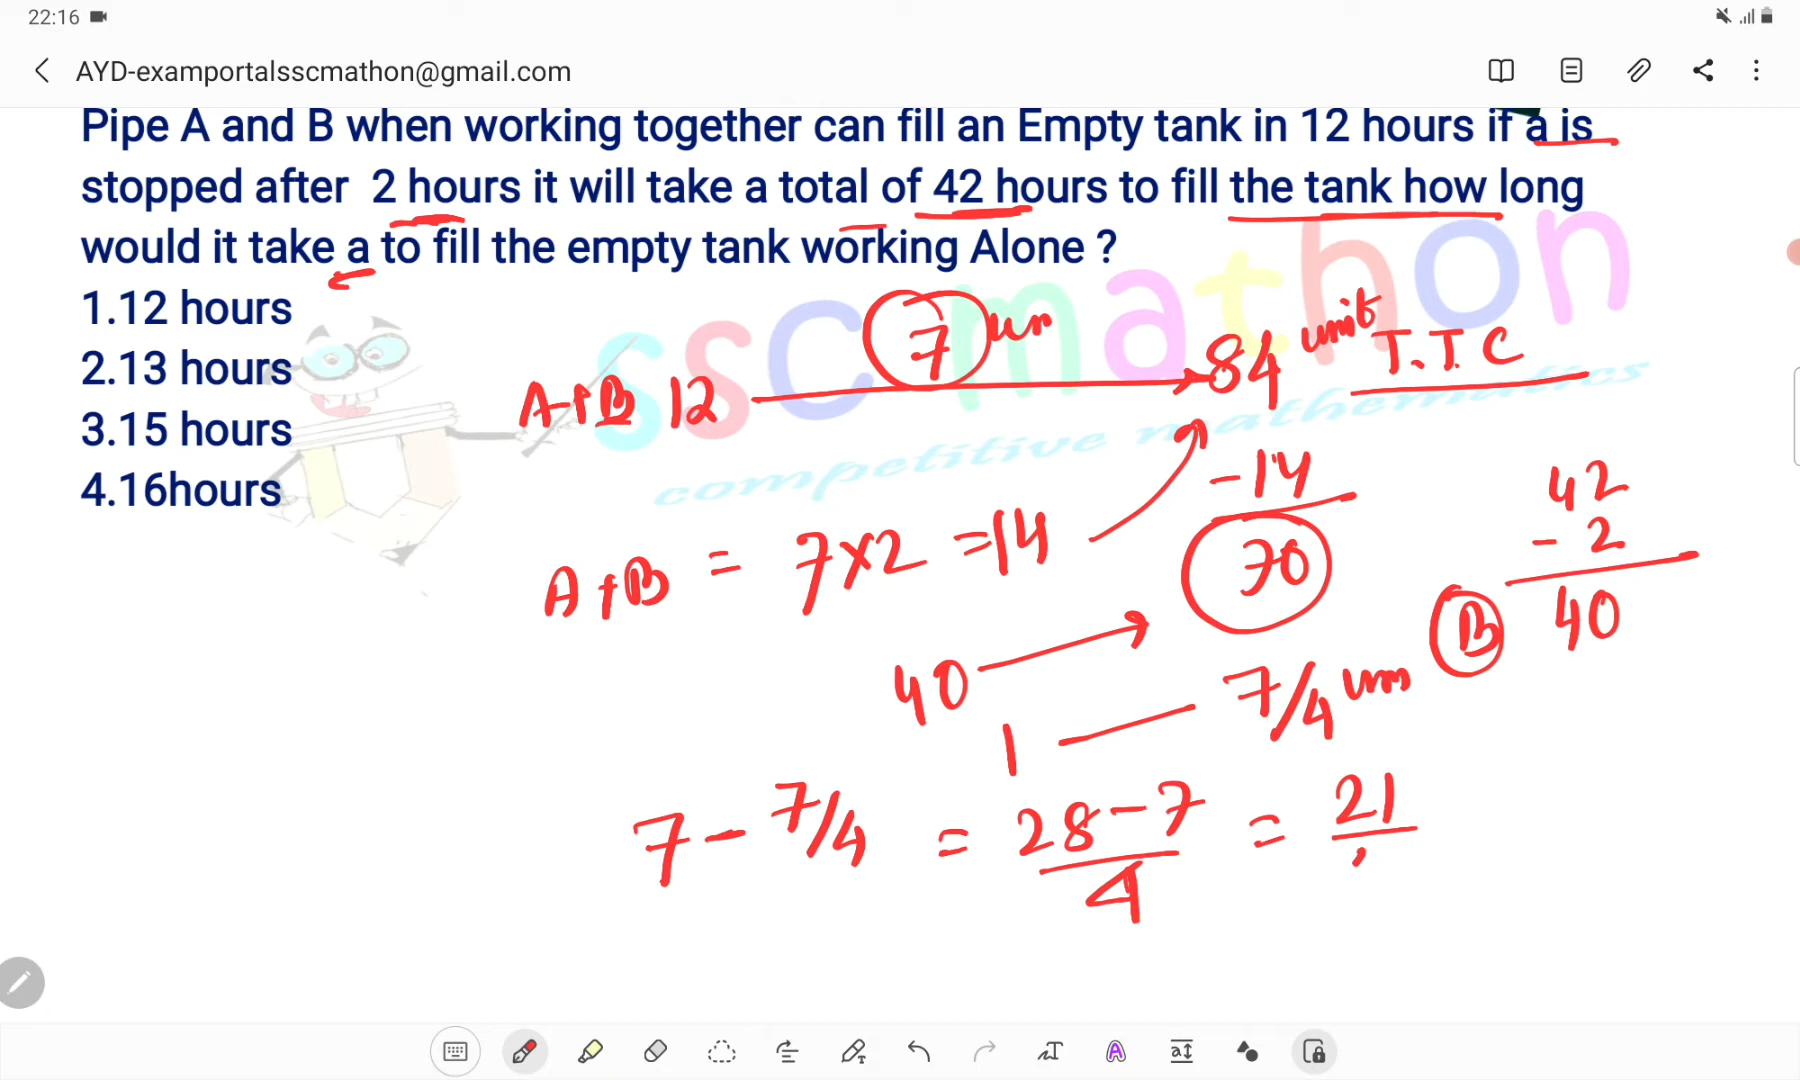 22:16
AYD-examportalsscmathon@gmail.com
Pipe A and B when working together can fill an Empty tank in 12 hours if a is
stopped after 2 hours it will take a total of 42 hours to fill the tank how long
would it take a to fill the empty tank working Alone ?
1.12 hours
2.13 hours
3.15 hours
4.16hours
ssc mathon
competitive mathematics
7
A+B 12 84 unit T.T.C
-14
70
42
- 2
B 40
A+B = 7×2 =14
40
1 7/4
7 - 7/4 = 28-7 = 21
4